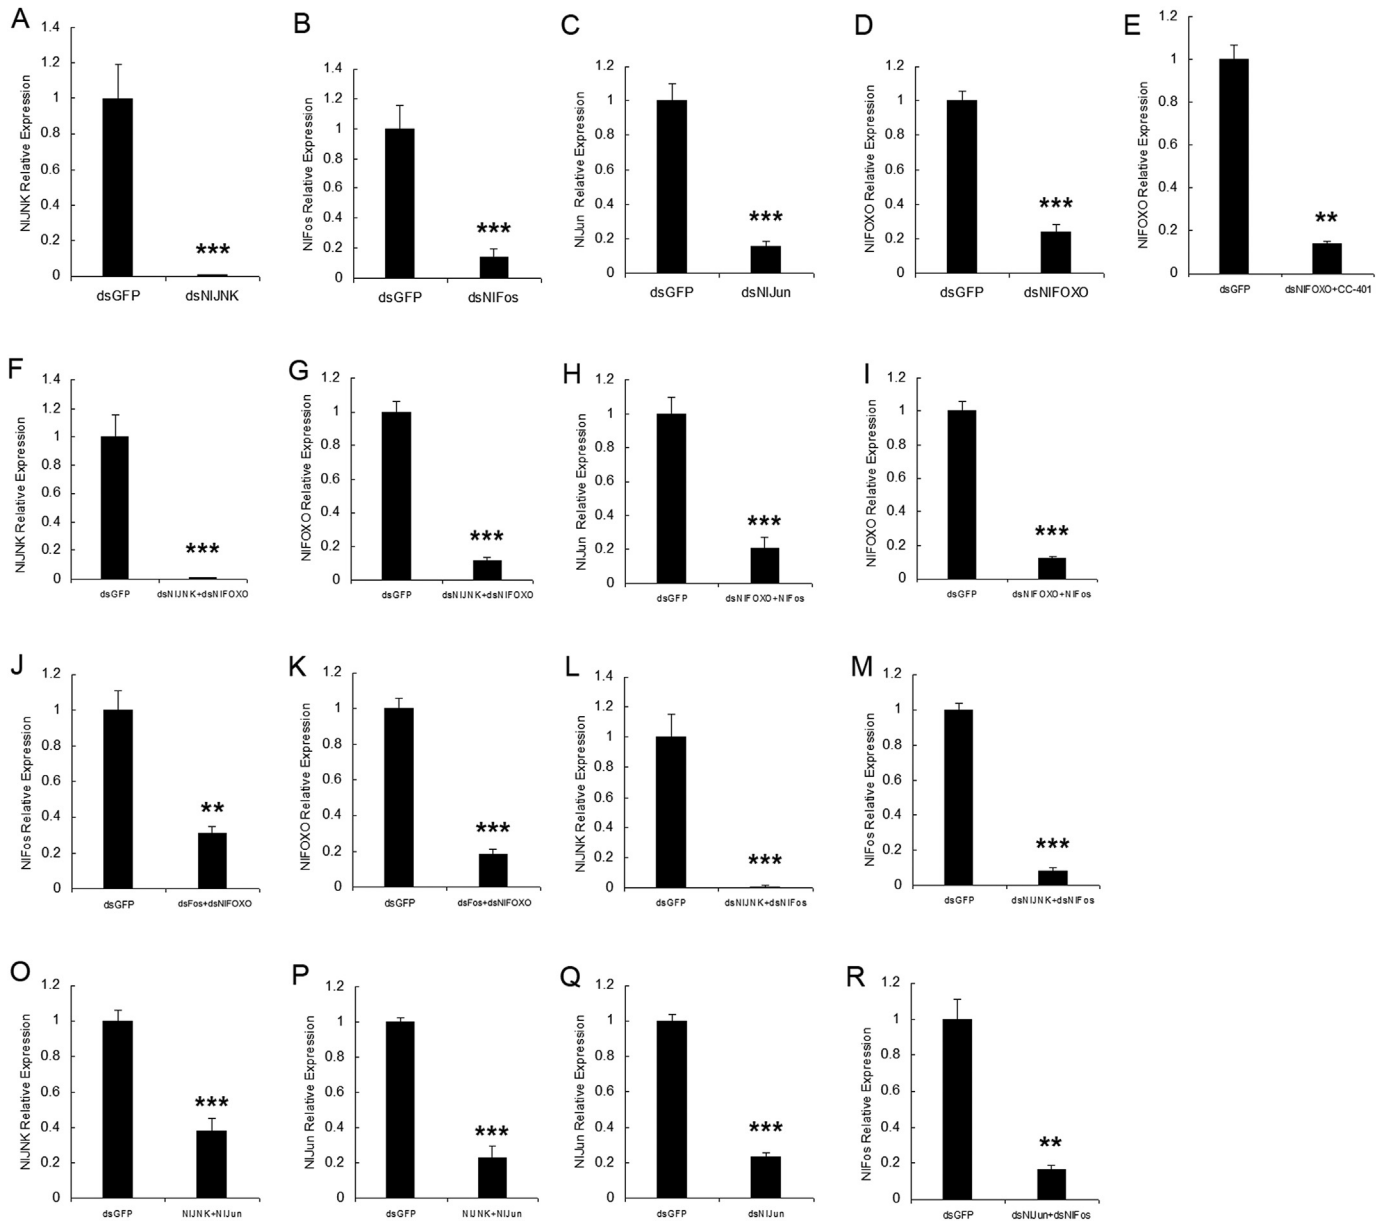 A
NlJNK Relative Expression
1.4
1.2
1
0.8
0.6
0.4
0.2
0
***
dsGFP dsNlJNK
B
NlFos Relative Expression
1.4
1.2
1
0.8
0.6
0.4
0.2
0
***
dsGFP dsNlFos
C
NlJun Relative Expression
1.2
1
0.8
0.6
0.4
0.2
0
***
dsGFP dsNlJun
D
NlFOXO Relative Expression
1.2
1
0.8
0.6
0.4
0.2
0
***
dsGFP dsNlFOXO
E
NlFOXO Relative Expression
1.2
1
0.8
0.6
0.4
0.2
0
**
dsGFP dsNlFOXO+CC-401
F
NlJNK Relative Expression
1.4
1.2
1
0.8
0.6
0.4
0.2
0
***
dsGFP dsNlJNK+dsNlFOXO
G
NlFOXO Relative Expression
1.2
1
0.8
0.6
0.4
0.2
0
***
dsGFP dsNlJNK+dsNlFOXO
H
NlJun Relative Expression
1.2
1
0.8
0.6
0.4
0.2
0
***
dsGFP dsNlFOXO+NlFos
I
NlFOXO Relative Expression
1.2
1
0.8
0.6
0.4
0.2
0
***
dsGFP dsNlFOXO+NlFos
J
NlFos Relative Expression
1.2
1
0.8
0.6
0.4
0.2
0
**
dsGFP dsFos+dsNlFOXO
K
NlFOXO Relative Expression
1.2
1
0.8
0.6
0.4
0.2
0
***
dsGFP dsFos+dsNlFOXO
L
NlJNK Relative Expression
1.4
1.2
1
0.8
0.6
0.4
0.2
0
***
dsGFP dsNlJNK+dsNlFos
M
NlFos Relative Expression
1.2
1
0.8
0.6
0.4
0.2
0
***
dsGFP dsNlJNK+dsNlFos
O
NlJNK Relative Expression
1.2
1
0.8
0.6
0.4
0.2
0
***
dsGFP NlJNK+NlJun
P
NlJun Relative Expression
1.2
1
0.8
0.6
0.4
0.2
0
***
dsGFP NlJNK+NlJun
Q
NlJun Relative Expression
1.2
1
0.8
0.6
0.4
0.2
0
***
dsGFP dsNlJun
R
NlFos Relative Expression
1.2
1
0.8
0.6
0.4
0.2
0
**
dsGFP dsNlJun+dsNlFos